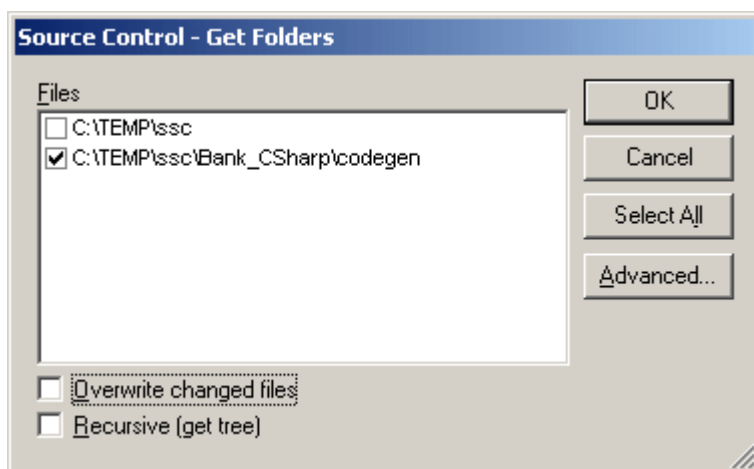 Source Control - Get Folders
Files
C:\TEMP\ssc
C:\TEMP\ssc\Bank_CSharp\codegen
OK
Cancel
Select All
Advanced...
Overwrite changed files
Recursive (get tree)